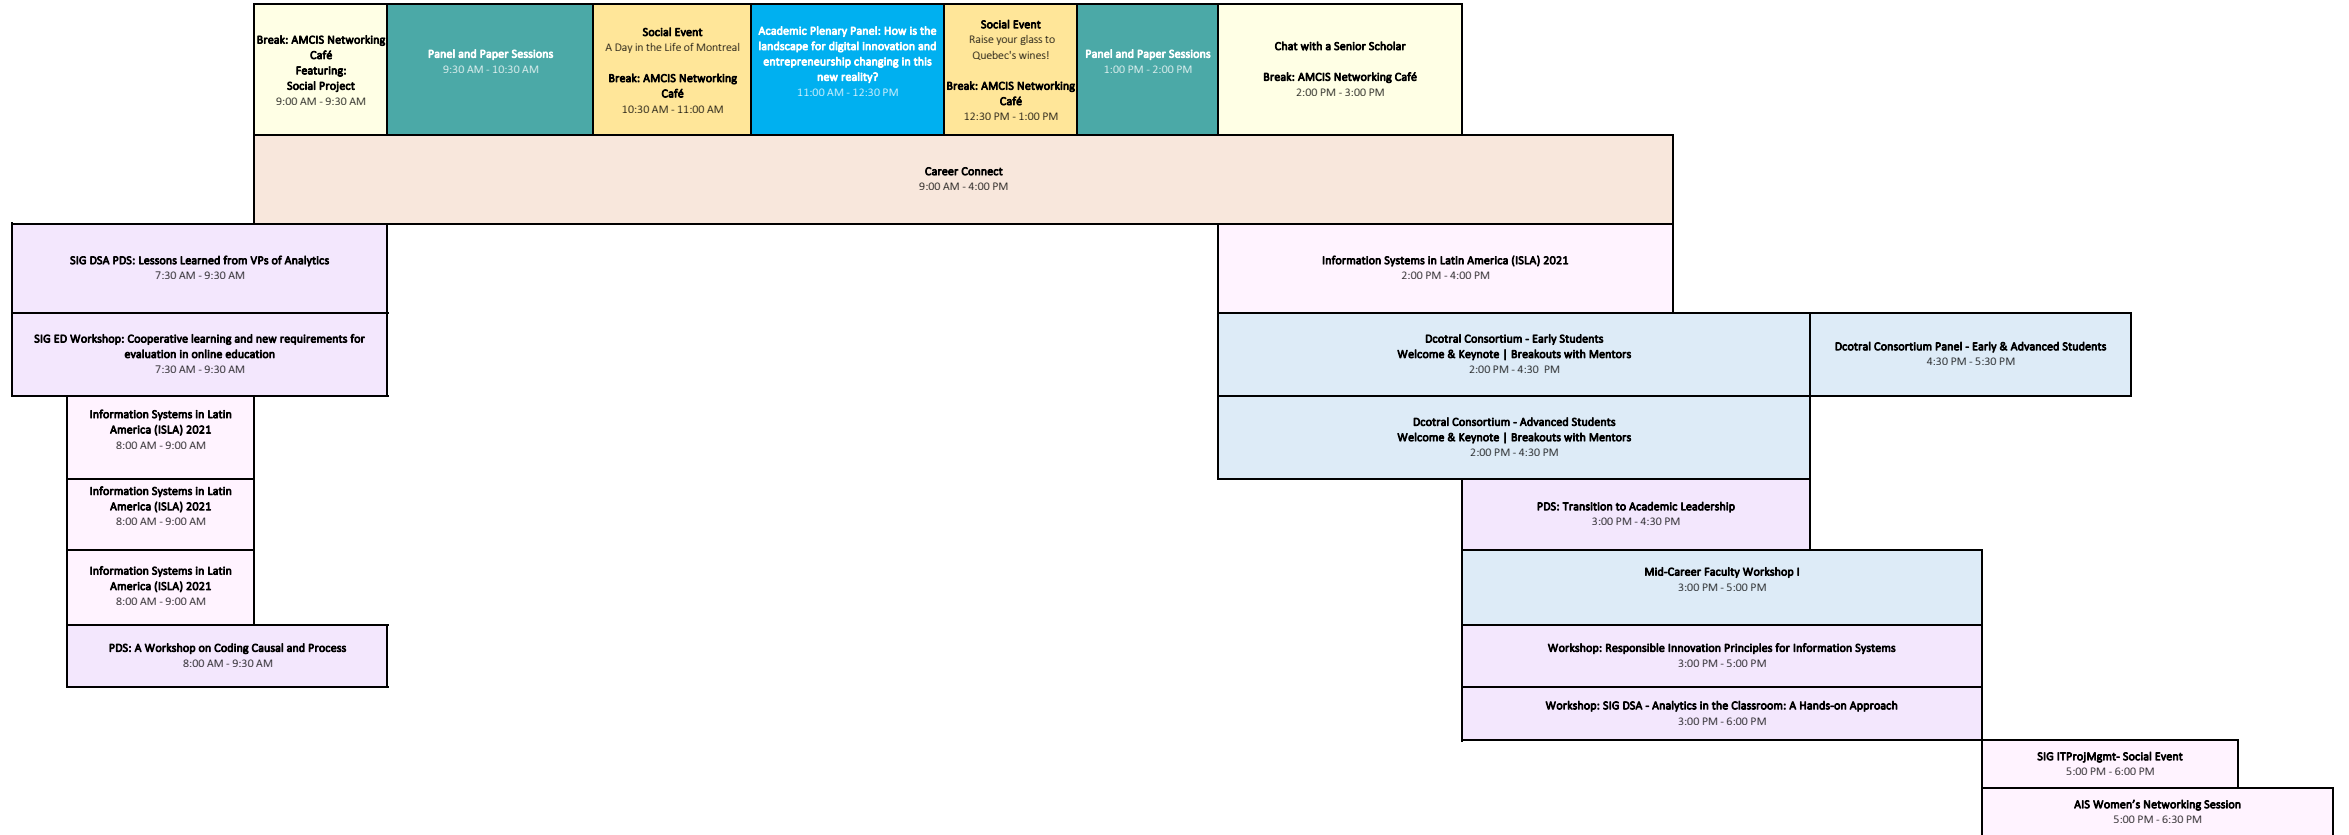 Break: AMCIS Networking
Café
Featuring:
Social Project
9:00 AM - 9:30 AM
Panel and Paper Sessions
9:30 AM - 10:30 AM
Social Event
A Day in the Life of Montreal
Break: AMCIS Networking
Café
10:30 AM - 11:00 AM
Academic Plenary Panel: How is the
landscape for digital innovation and
entrepreneurship changing in this
new reality?
11:00 AM - 12:30 PM
Social Event
Raise your glass to
Quebec's wines!
Break: AMCIS Networking
Café
12:30 PM - 1:00 PM
Panel and Paper Sessions
1:00 PM - 2:00 PM
Chat with a Senior Scholar
Break: AMCIS Networking Café
2:00 PM - 3:00 PM
Career Connect
9:00 AM - 4:00 PM
SIG DSA PDS: Lessons Learned from VPs of Analytics
7:30 AM - 9:30 AM
Information Systems in Latin America (ISLA) 2021
2:00 PM - 4:00 PM
SIG ED Workshop: Cooperative learning and new requirements for
evaluation in online education
7:30 AM - 9:30 AM
Dcotral Consortium - Early Students
Welcome & Keynote | Breakouts with Mentors
2:00 PM - 4:30 PM
Dcotral Consortium Panel - Early & Advanced Students
4:30 PM - 5:30 PM
Information Systems in Latin
America (ISLA) 2021
8:00 AM - 9:00 AM
Dcotral Consortium - Advanced Students
Welcome & Keynote | Breakouts with Mentors
2:00 PM - 4:30 PM
Information Systems in Latin
America (ISLA) 2021
8:00 AM - 9:00 AM
PDS: Transition to Academic Leadership
3:00 PM - 4:30 PM
Information Systems in Latin
America (ISLA) 2021
8:00 AM - 9:00 AM
Mid-Career Faculty Workshop I
3:00 PM - 5:00 PM
PDS: A Workshop on Coding Causal and Process
8:00 AM - 9:30 AM
Workshop: Responsible Innovation Principles for Information Systems
3:00 PM - 5:00 PM
Workshop: SIG DSA - Analytics in the Classroom: A Hands-on Approach
3:00 PM - 6:00 PM
SIG ITProjMgmt- Social Event
5:00 PM - 6:00 PM
AIS Women’s Networking Session
5:00 PM - 6:30 PM